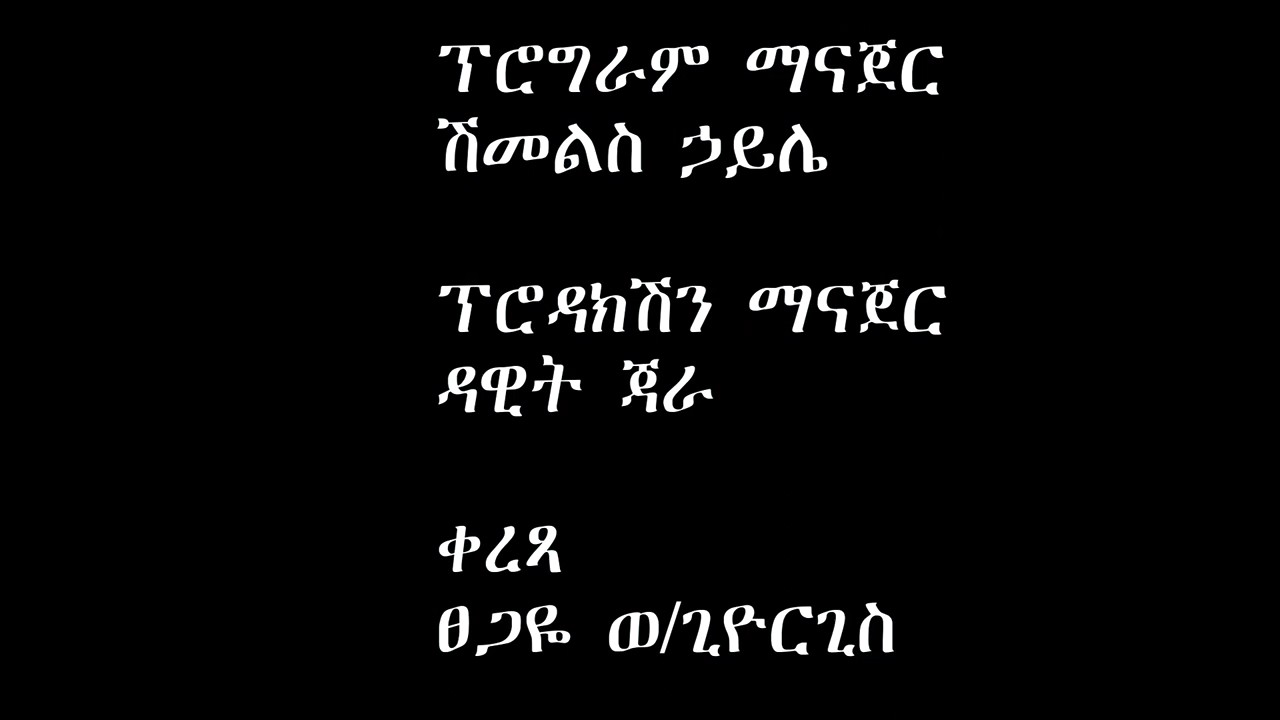 ፕሮግራም ማናጀር
ሽመልስ ኃይሌ
ፕሮዳክሽን ማናጀር
ዳዊት ጃራ
ቀረጻ
ፀጋዬ ወ/ጊዮርጊስ